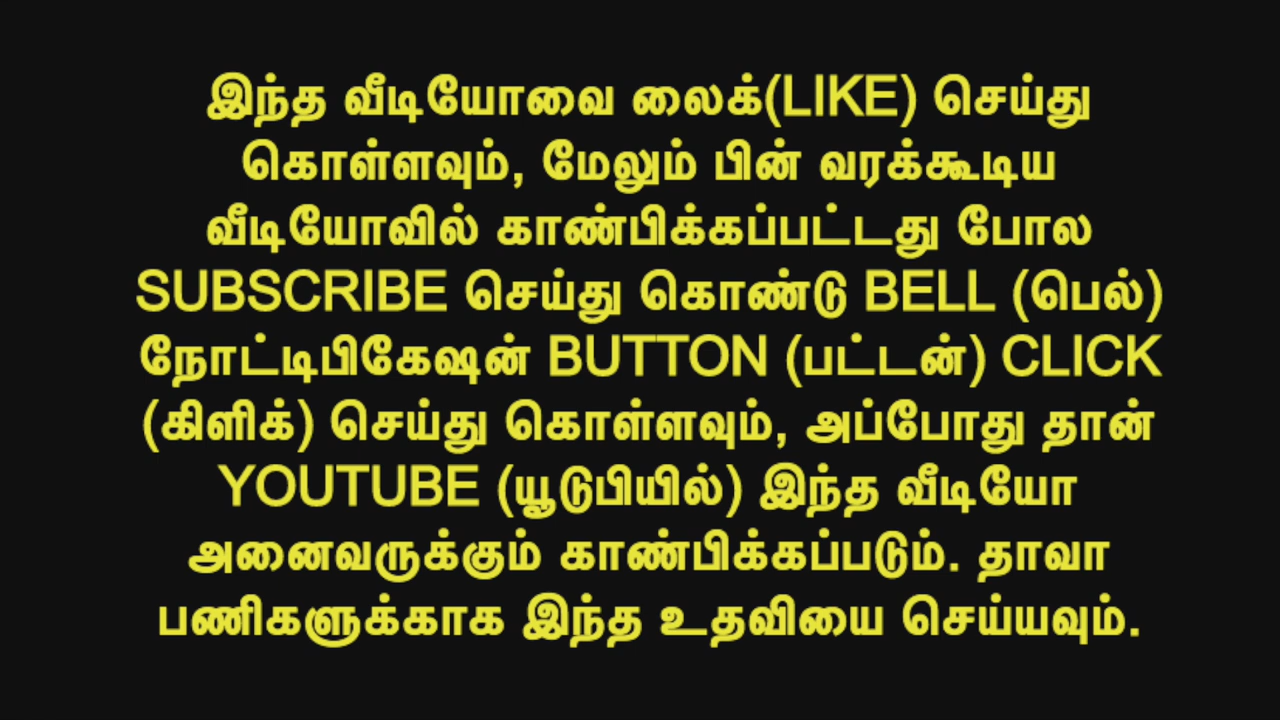 இந்த வீடியோவை லைக்(LIKE) செய்து
கொள்ளவும், மேலும் பின் வரக்கூடிய
வீடியோவில் காண்பிக்கப்பட்டது போல
SUBSCRIBE செய்து கொண்டு BELL (பெல்)
நோட்டிபிகேஷன் BUTTON (பட்டன்) CLICK
(கிளிக்) செய்து கொள்ளவும், அப்போது தான்
YOUTUBE (யூடுபியில்) இந்த வீடியோ
அனைவருக்கும் காண்பிக்கப்படும். தாவா
பணிகளுக்காக இந்த உதவியை செய்யவும்.